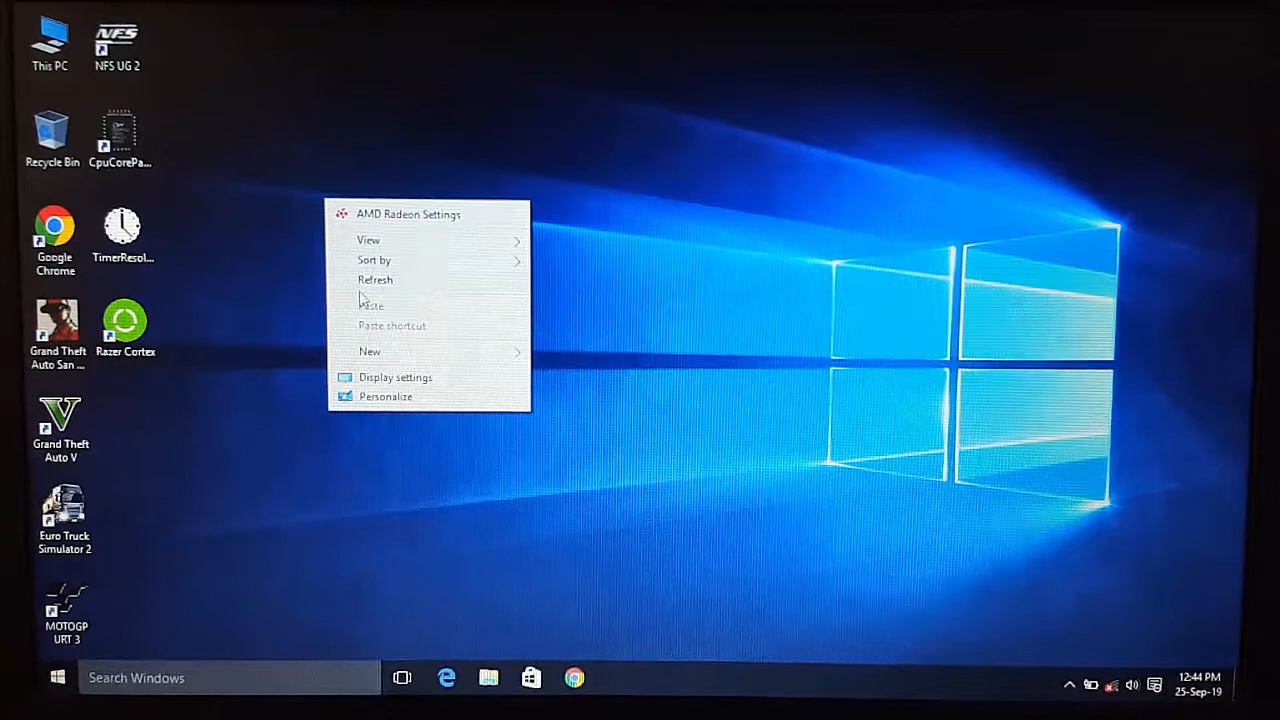 This PC
NFS
NFS UG 2
Recycle Bin
CpuCorePa...
Google
Chrome
TimerResol...
Grand Theft
Auto San ...
Razer Cortex
V
Grand Theft
Auto V
Euro Truck
Simulator 2
MOTOGP
URT 3
AMD Radeon Settings
View
Sort by
Refresh
Paste
Paste shortcut
New
Display settings
Personalize
Search Windows
12:44 PM
25-Sep-19